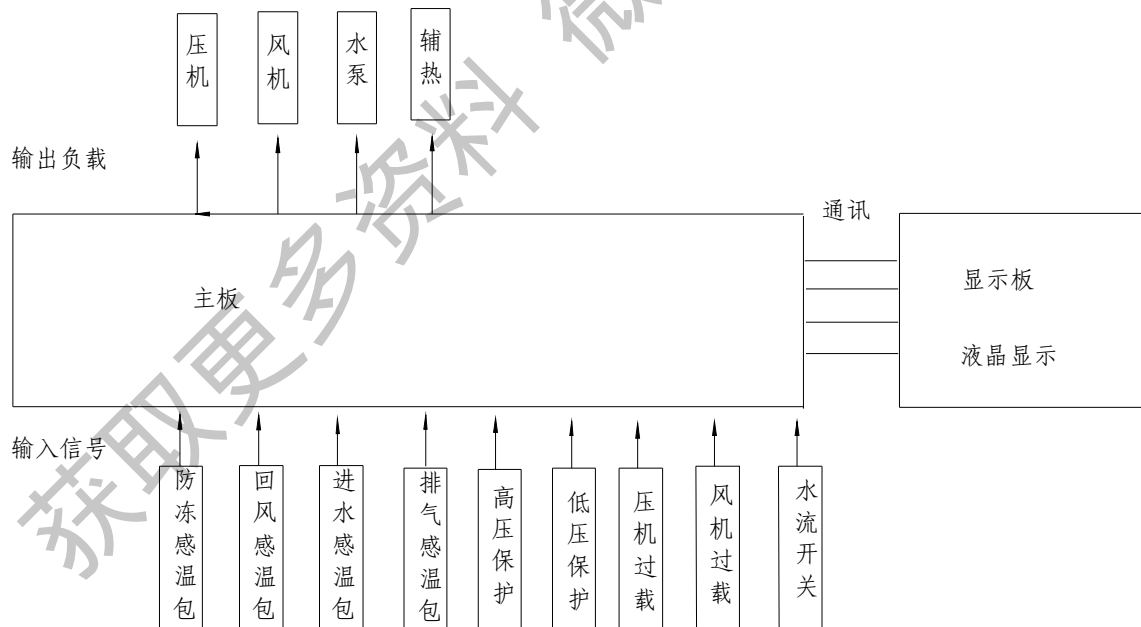 压机
风机
水泵
辅热
输出负载
通讯
主板
显示板
液晶显示
输入信号
防冻感温包
回风感温包
进水感温包
排气感温包
高压保护
低压保护
压机过载
风机过载
水流开关
获取更多资料 微